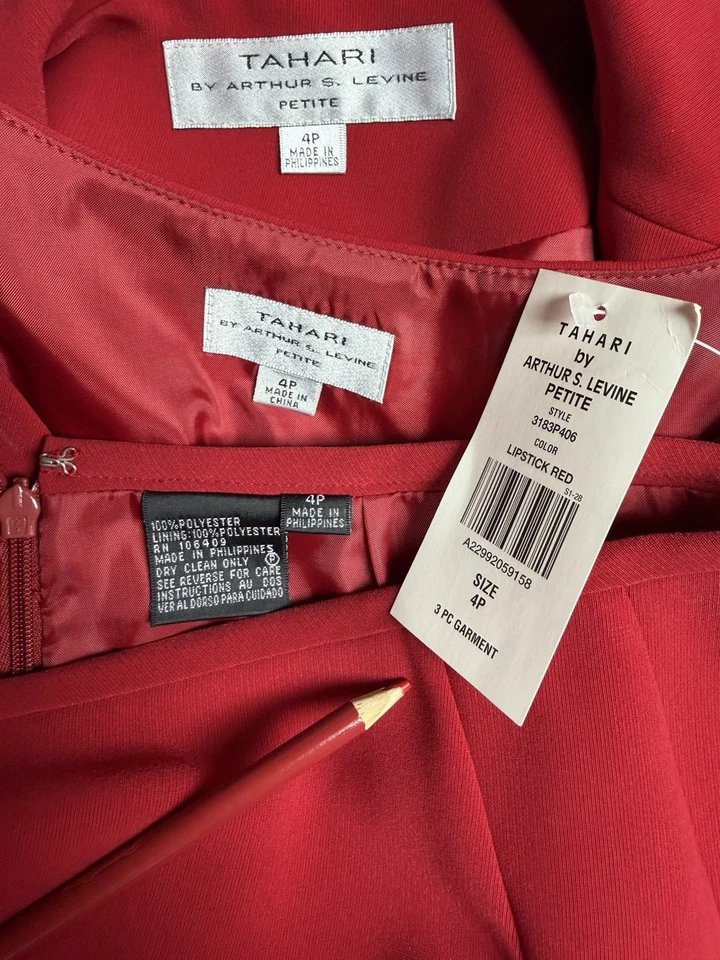 TAHARI
BY ARTHUR S. LEVINE
PETITE
4P
MADE IN
PHILIPPINES
TAHARI
BY ARTHUR S. LEVINE
PETITE
4P
MADE IN
CHINA
TAHARI
by
ARTHUR S. LEVINE
PETITE
STYLE
3183P406
COLOR
LIPSTICK RED
S1-28
A22992059158
SIZE
4P
3 PC GARMENT
4P
MADE IN
PHILIPPINES
100%POLYESTER
LINING:100%POLYESTER
RN 106409
MADE IN PHILIPPINES
DRY CLEAN ONLY P
SEE REVERSE FOR CARE
INSTRUCTIONS AU DOS
VER AL DORSO PARA CUIDADO